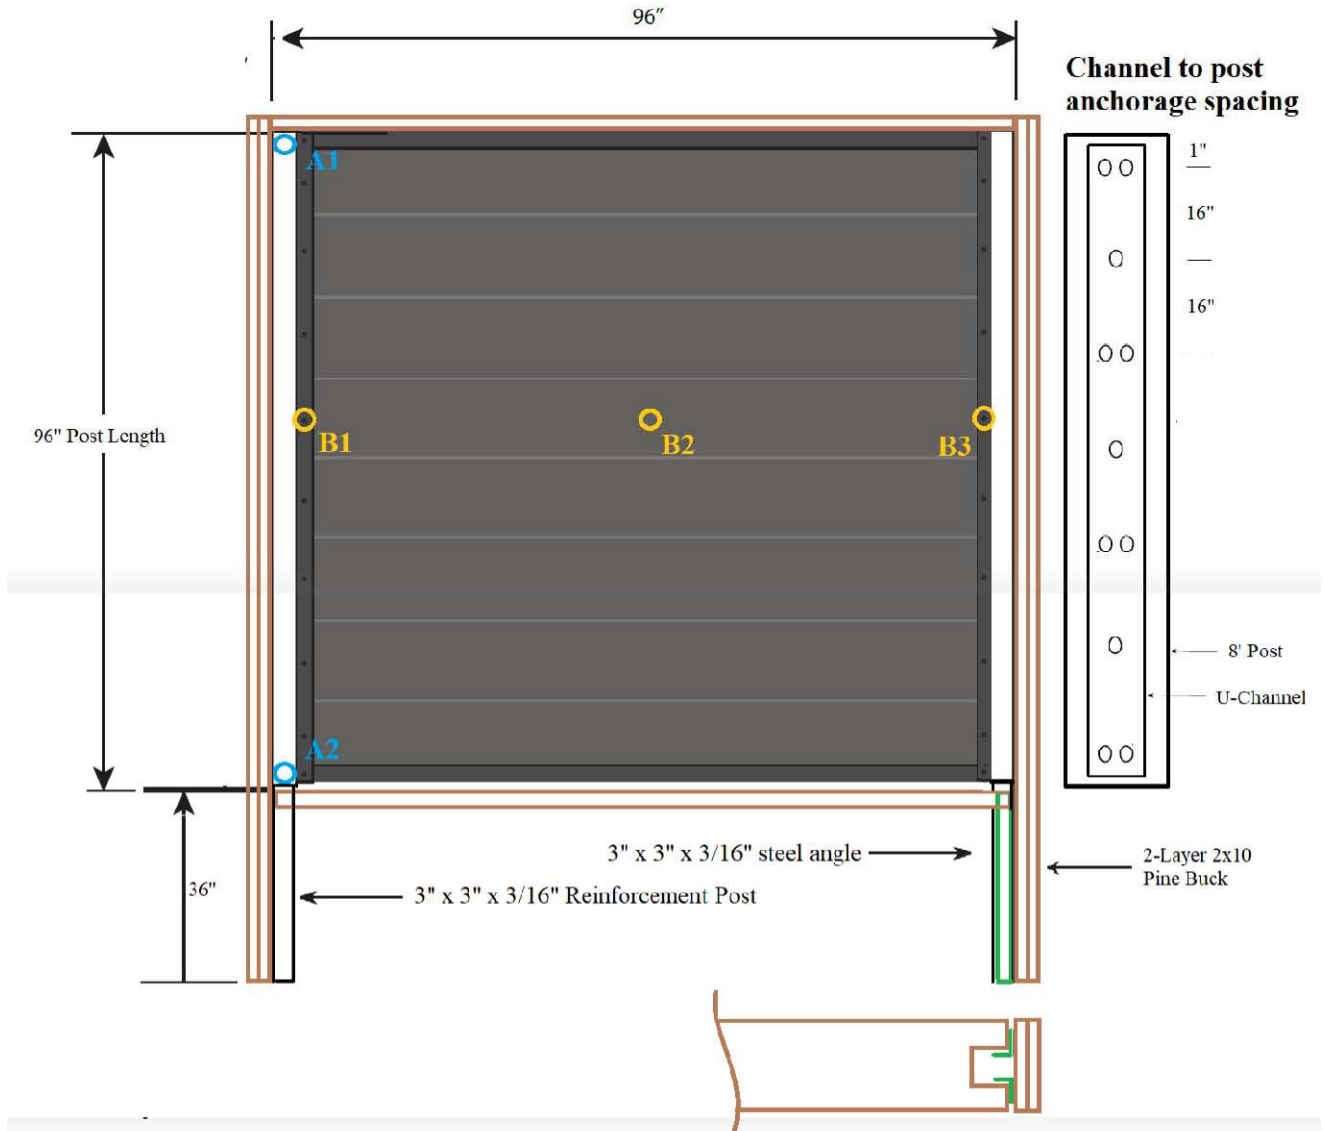 96"
Channel to post
anchorage spacing
A1
1"
16"
16"
96" Post Length
B1
B2
B3
8' Post
U-Channel
A2
3" x 3" x 3/16" steel angle
2-Layer 2x10
Pine Buck
36"
3" x 3" x 3/16" Reinforcement Post